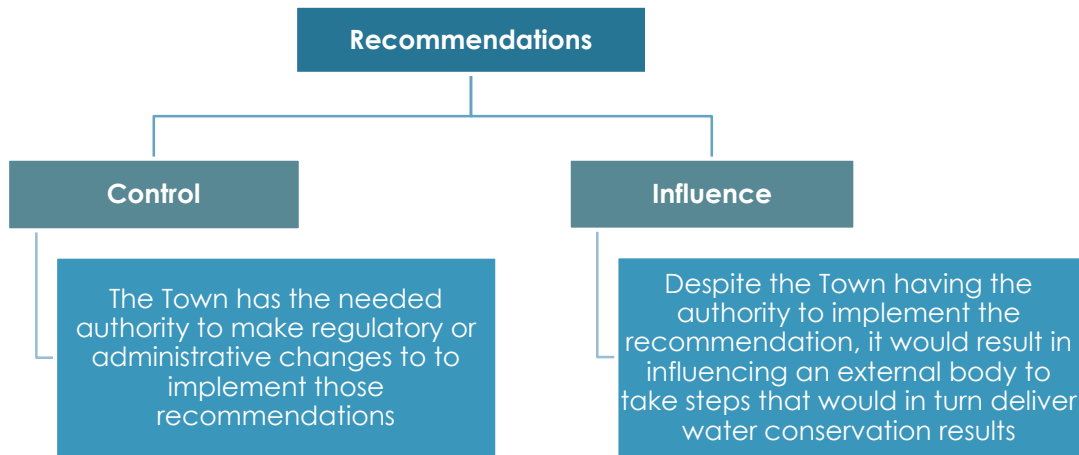 Recommendations
Control
Influence
The Town has the needed
authority to make regulatory or
administrative changes to to
implement those
recommendations
Despite the Town having the
authority to implement the
recommendation, it would result in
influencing an external body to
take steps that would in turn deliver
water conservation results